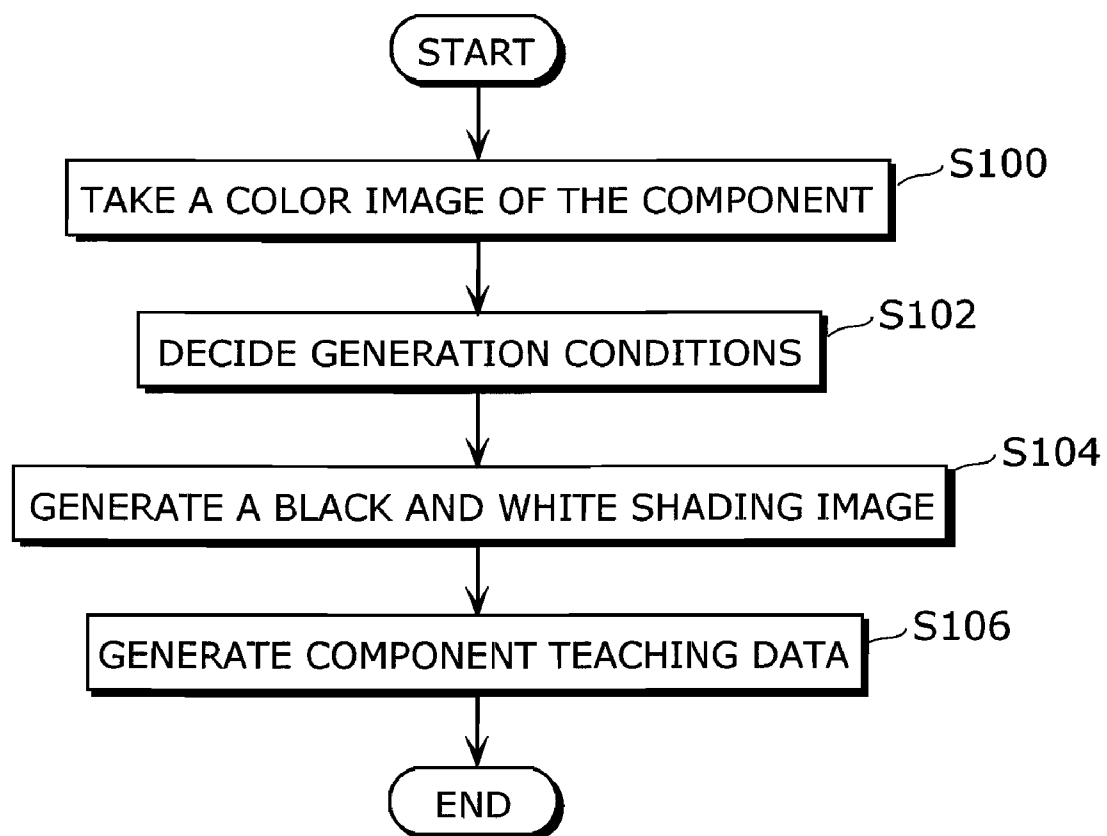 START
S100
TAKE A COLOR IMAGE OF THE COMPONENT
S102
DECIDE GENERATION CONDITIONS
S104
GENERATE A BLACK AND WHITE SHADING IMAGE
S106
GENERATE COMPONENT TEACHING DATA
END